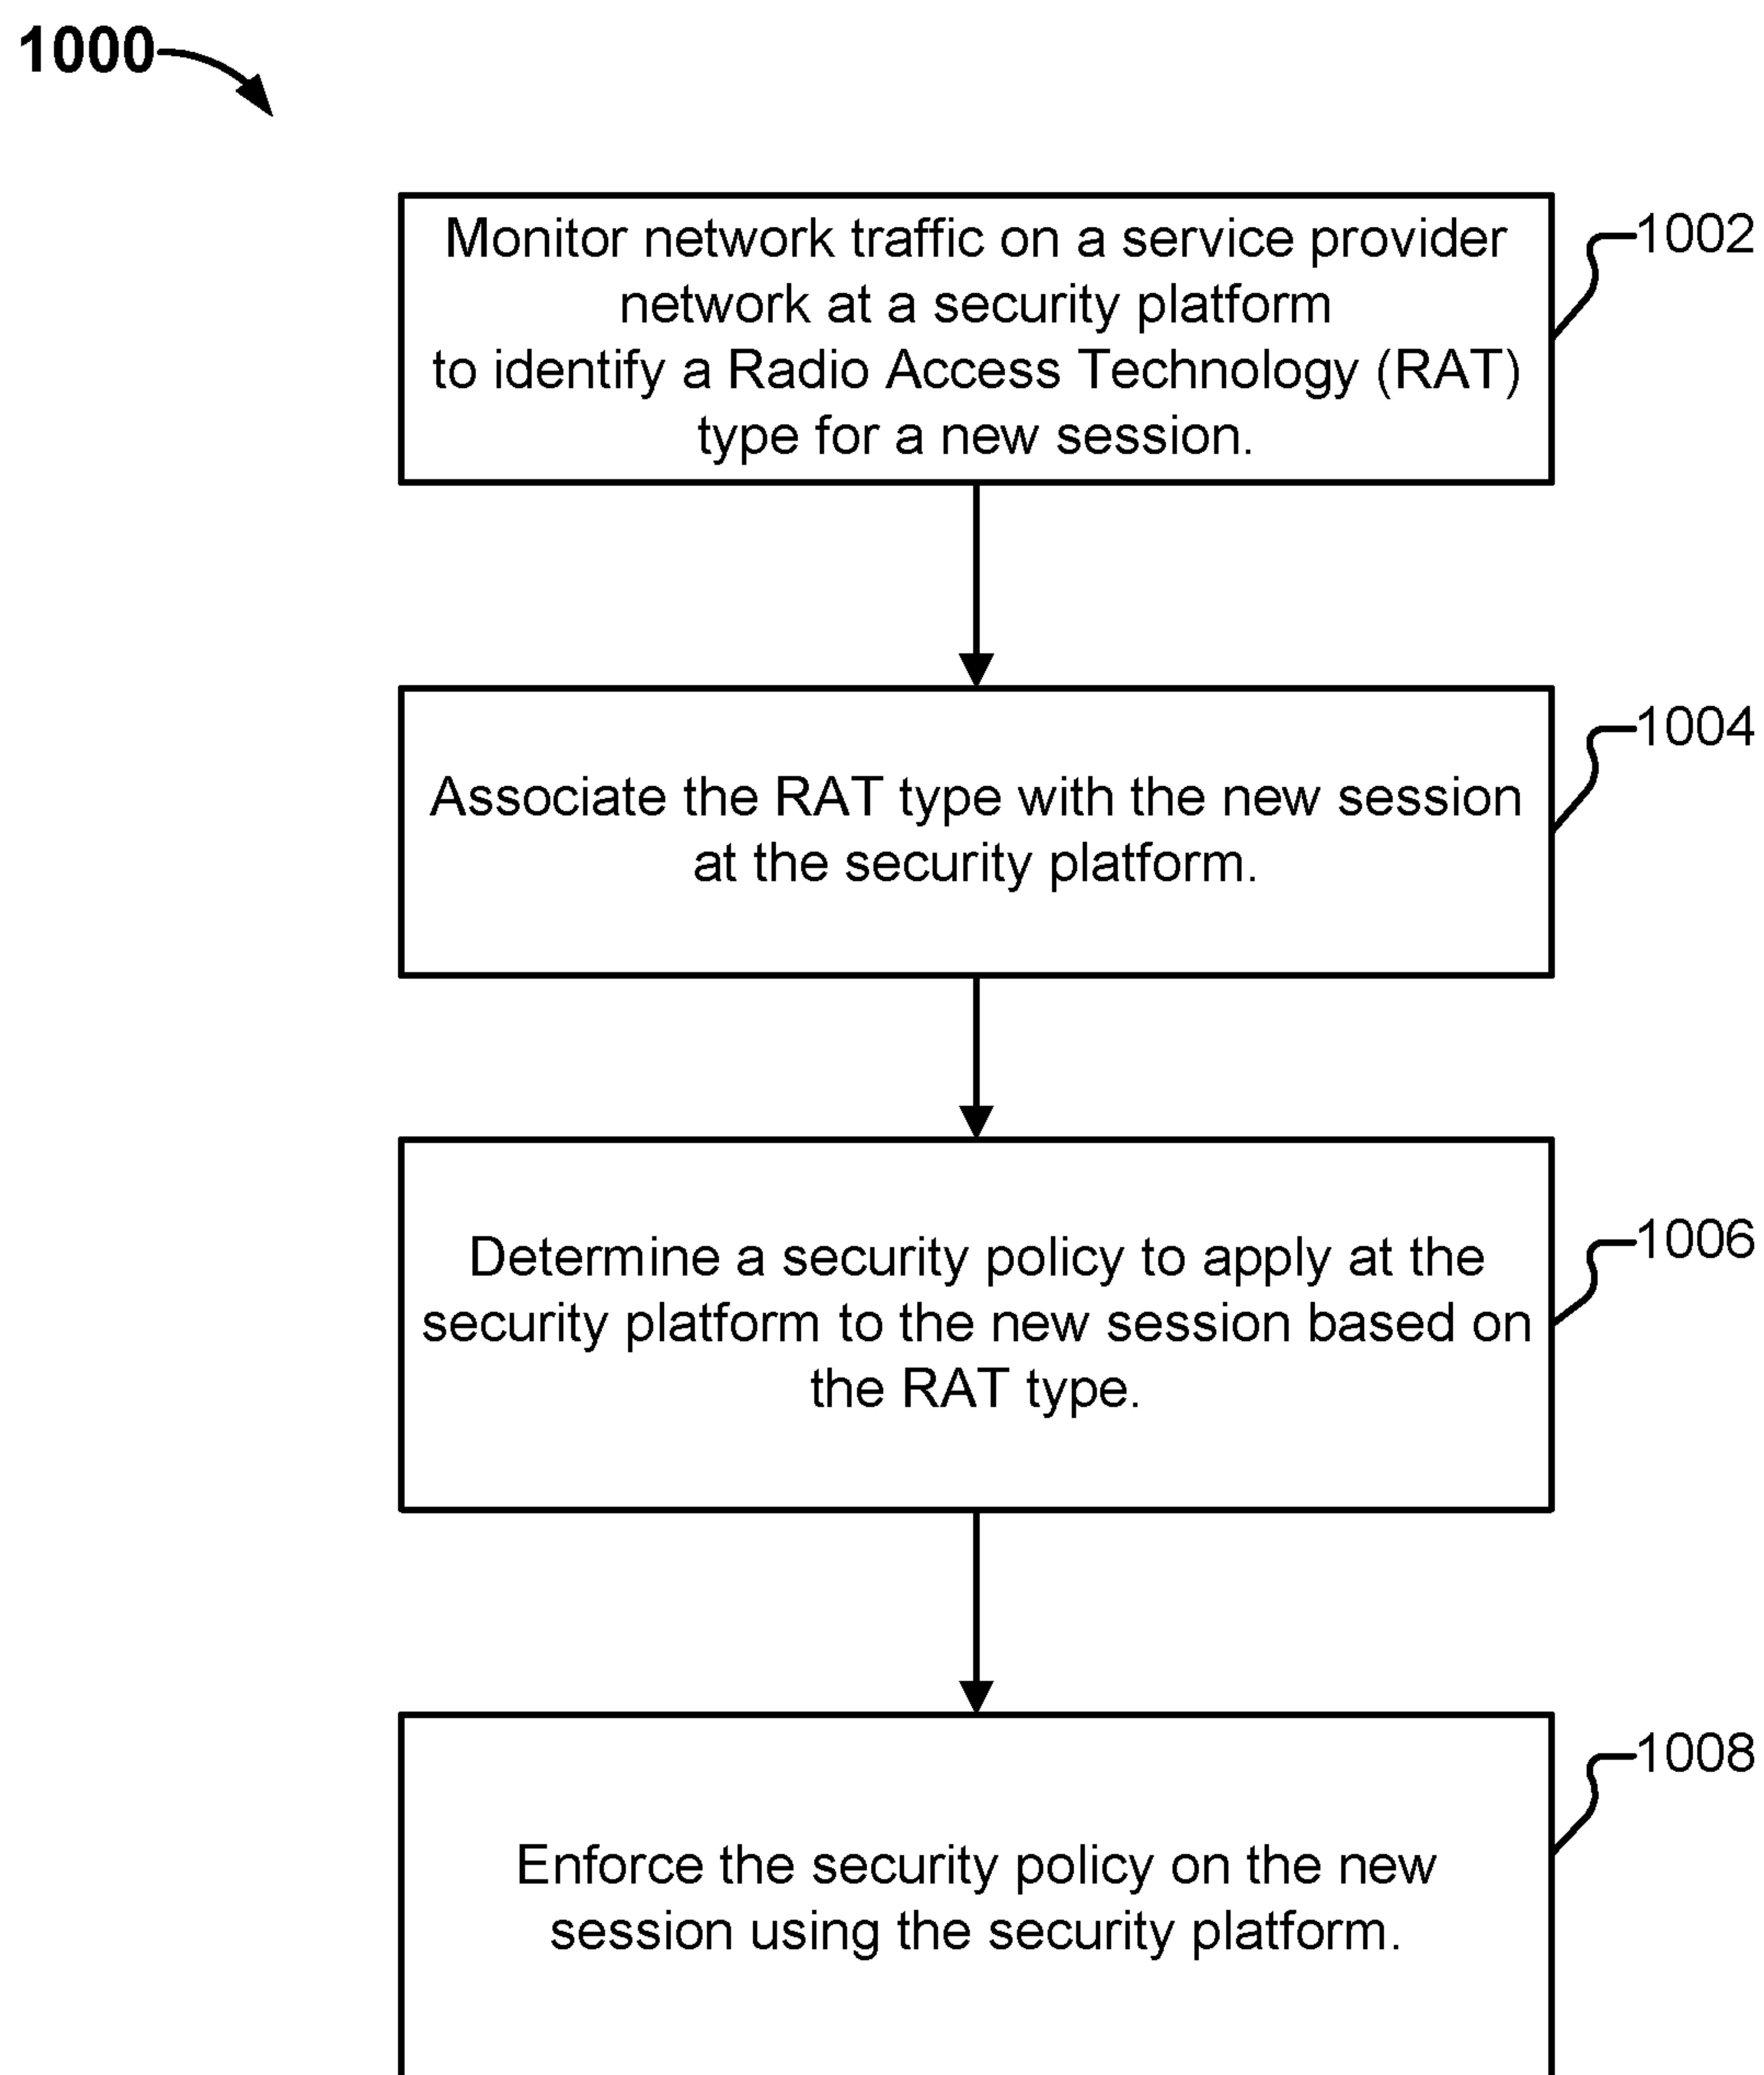 1000
Monitor network traffic on a service provider
network at a security platform
to identify a Radio Access Technology (RAT)
type for a new session.
1002
Associate the RAT type with the new session
at the security platform.
1004
Determine a security policy to apply at the
security platform to the new session based on
the RAT type.
1006
Enforce the security policy on the new
session using the security platform.
1008